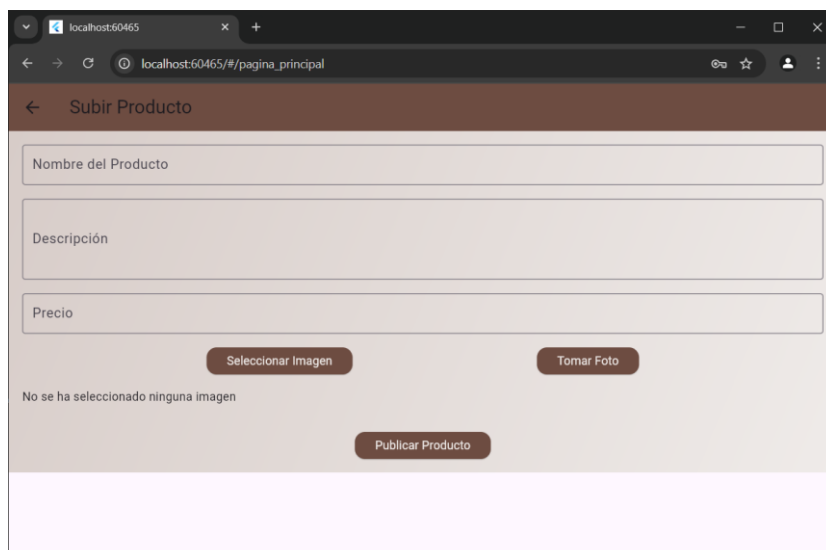 localhost:60465
localhost:60465/#/pagina_principal
Subir Producto
Nombre del Producto
Descripción
Precio
Seleccionar Imagen Tomar Foto
No se ha seleccionado ninguna imagen
Publicar Producto